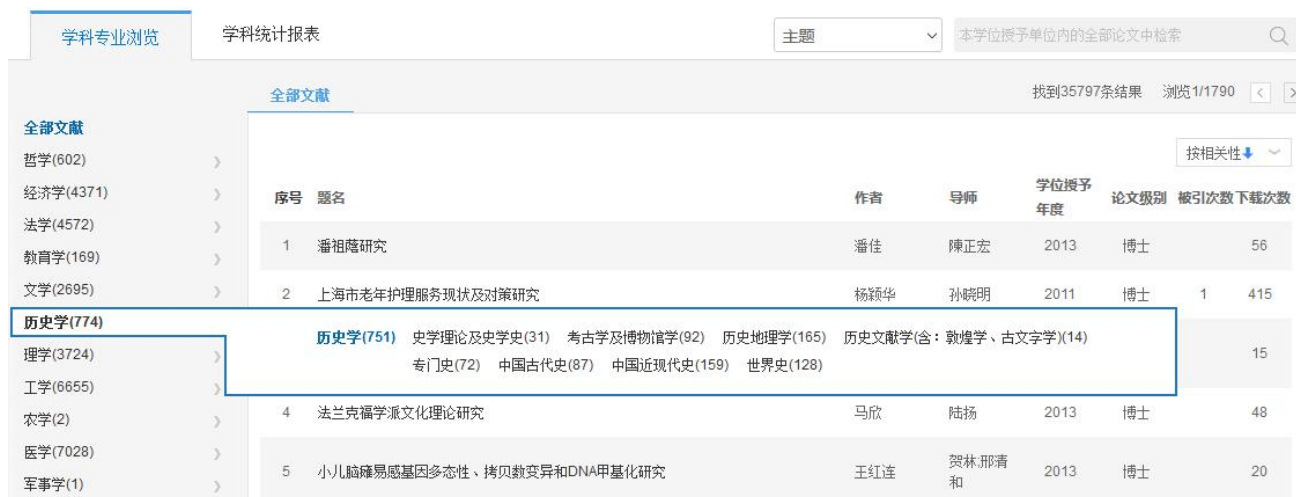 学科专业浏览 学科统计报表 主题 本学位授予单位内的全部论文中检索
全部文献 找到35797条结果 浏览1/1790
全部文献
哲学(602)
经济学(4371)
法学(4572)
教育学(169)
文学(2695)
历史学(774)
理学(3724)
工学(6655)
农学(2)
医学(7028)
军事学(1)
按相关性
序号 题名 作者 导师 学位授予年度 论文级别 被引次数 下载次数
1 潘祖荫研究 潘佳 陳正宏 2013 博士 56
2 上海市老年护理服务现状及对策研究 杨颖华 孙晓明 2011 博士 1 415
历史学(751) 史学理论及史学史(31) 考古学及博物馆学(92) 历史地理学(165) 历史文献学(含：敦煌学、古文字学)(14)
专门史(72) 中国古代史(87) 中国近现代史(159) 世界史(128)
15
4 法兰克福学派文化理论研究 马欣 陆扬 2013 博士 48
5 小儿脑瘫易感基因多态性、拷贝数变异和DNA甲基化研究 王红连 贺林;邢清和 2013 博士 20